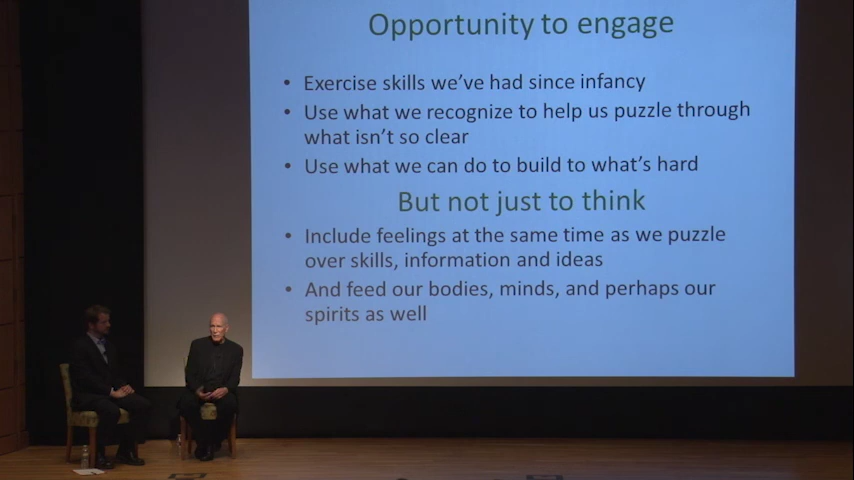 Opportunity to engage
• Exercise skills we've had since infancy
• Use what we recognize to help us puzzle through
what isn't so clear
• Use what we can do to build to what's hard
But not just to think
• Include feelings at the same time as we puzzle
over skills, information and ideas
• And feed our bodies, minds, and perhaps our
spirits as well